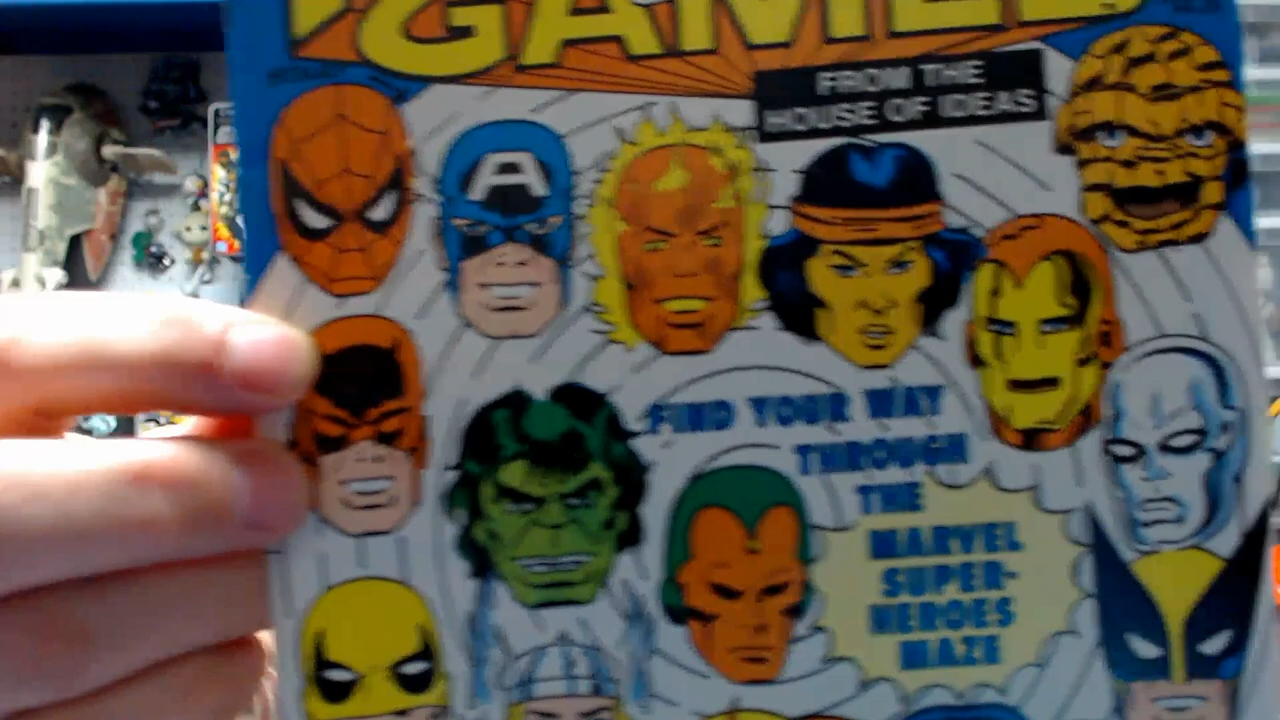 GAMES
FROM THE
HOUSE OF IDEAS
A
FIND YOUR WAY
THROUGH
THE
MARVEL
SUPER-
HEROES
MAZE